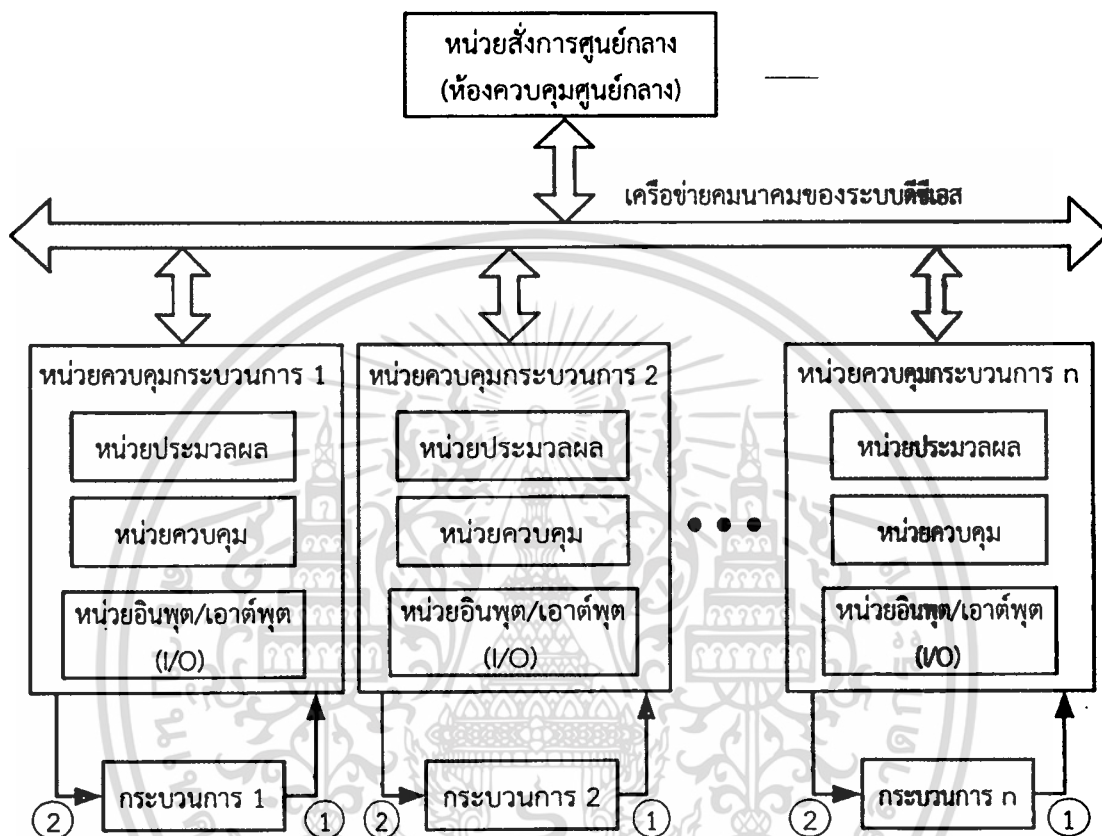 หน่วยสั่งการศูนย์กลาง
(ห้องควบคุมศูนย์กลาง)
เครือข่ายคมนาคมของระบบดีซีเอส
หน่วยควบคุมกระบวนการ 1
หน่วยประมวลผล
หน่วยควบคุม
หน่วยอินพุต/เอาต์พุต
(I/O)
หน่วยควบคุมกระบวนการ 2
หน่วยประมวลผล
หน่วยควบคุม
หน่วยอินพุต/เอาต์พุต
(I/O)
หน่วยควบคุมกระบวนการ n
หน่วยประมวลผล
หน่วยควบคุม
หน่วยอินพุต/เอาต์พุต
(I/O)
2
กระบวนการ 1
1
2
กระบวนการ 2
1
2
กระบวนการ n
1